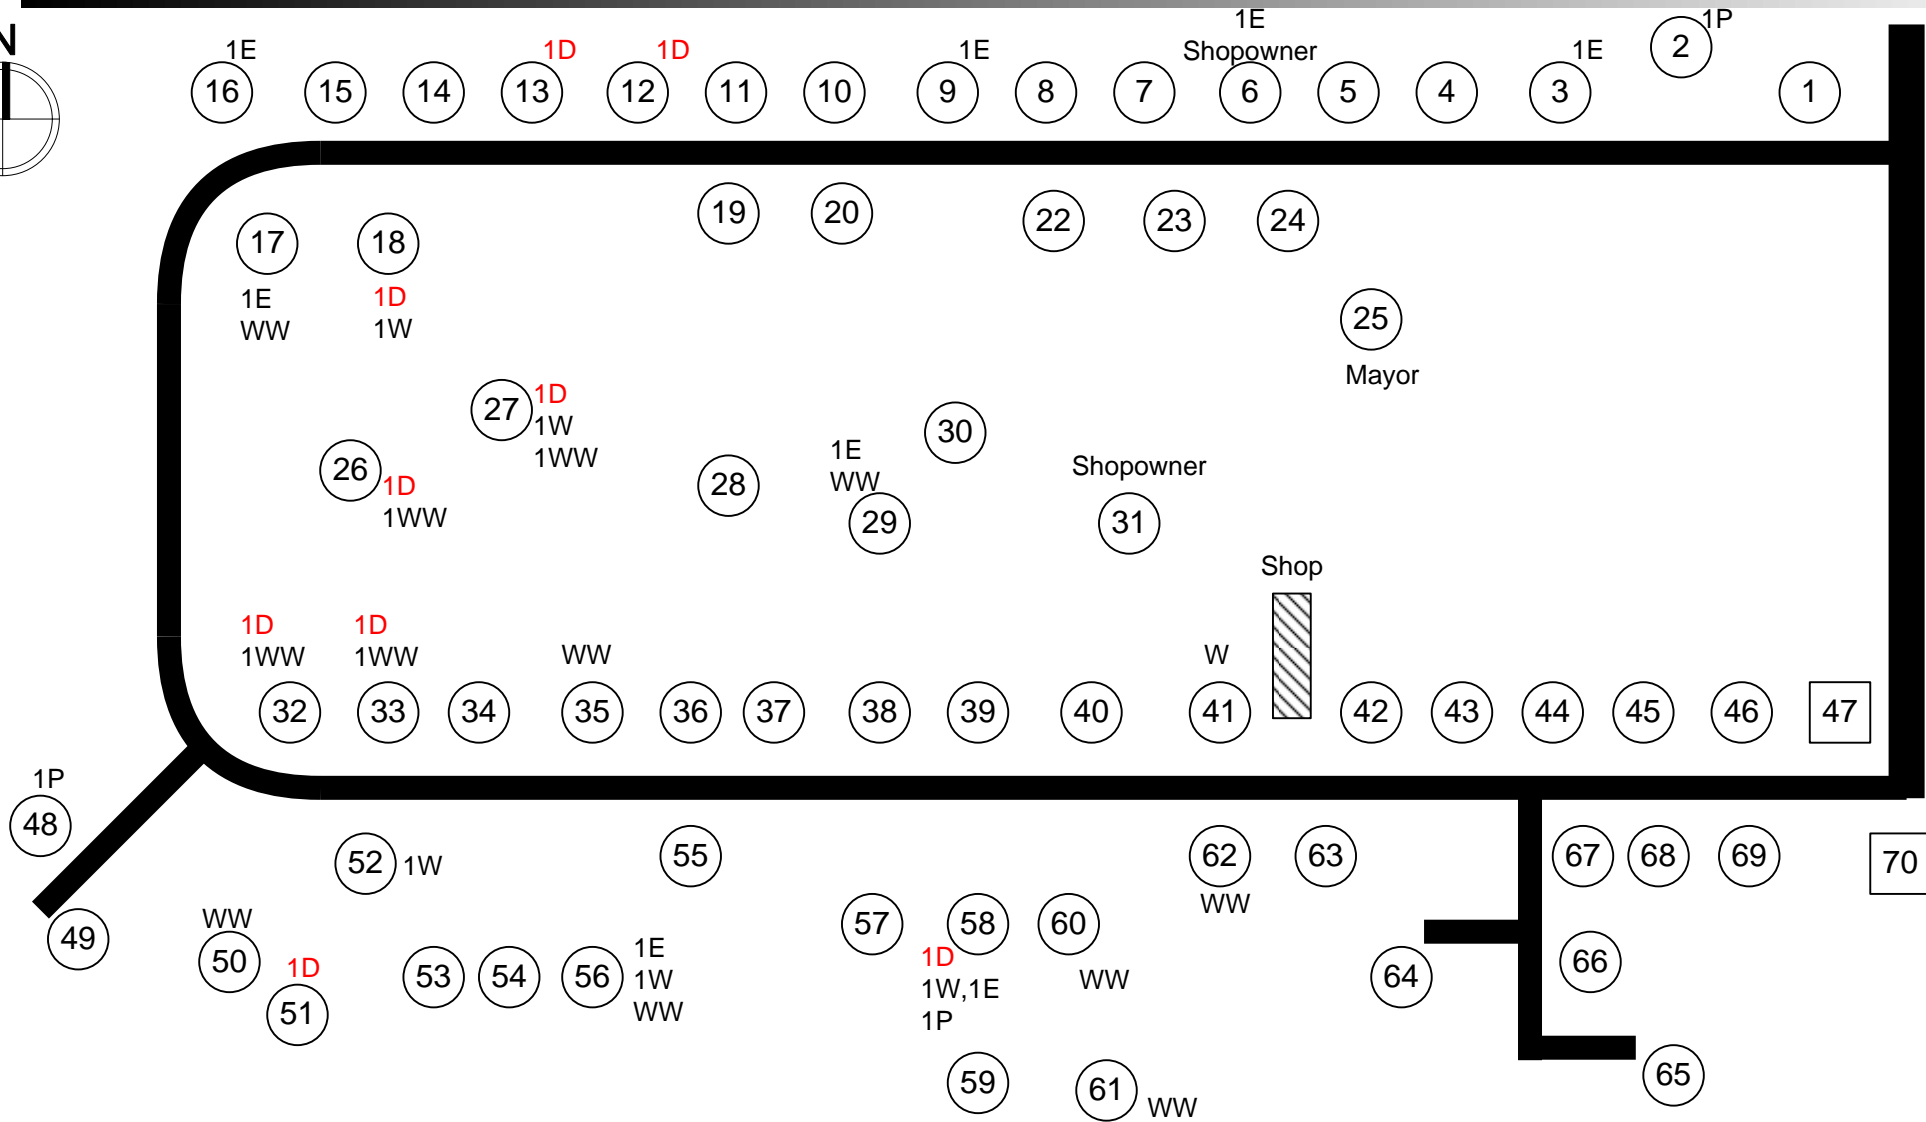 N
1E
1D
1D
1E
1E
Shopowner
1E
1P
16
15
14
13
12
11
10
9
8
7
6
5
4
3
2
1
17
18
19
20
22
23
24
1E
WW
1D
1W
25
Mayor
27
1D
1W
1WW
26
1D
1WW
28
1E
WW
29
30
Shopowner
31
Shop
1D
1WW
1D
1WW
WW
W
32
33
34
35
36
37
38
39
40
41
42
43
44
45
46
47
1P
48
49
52
1W
55
62
WW
63
67
68
69
70
WW
50
1D
51
53
54
56
1E
1W
WW
57
58
1D
1W,1E
1P
60
WW
64
66
59
61
WW
65